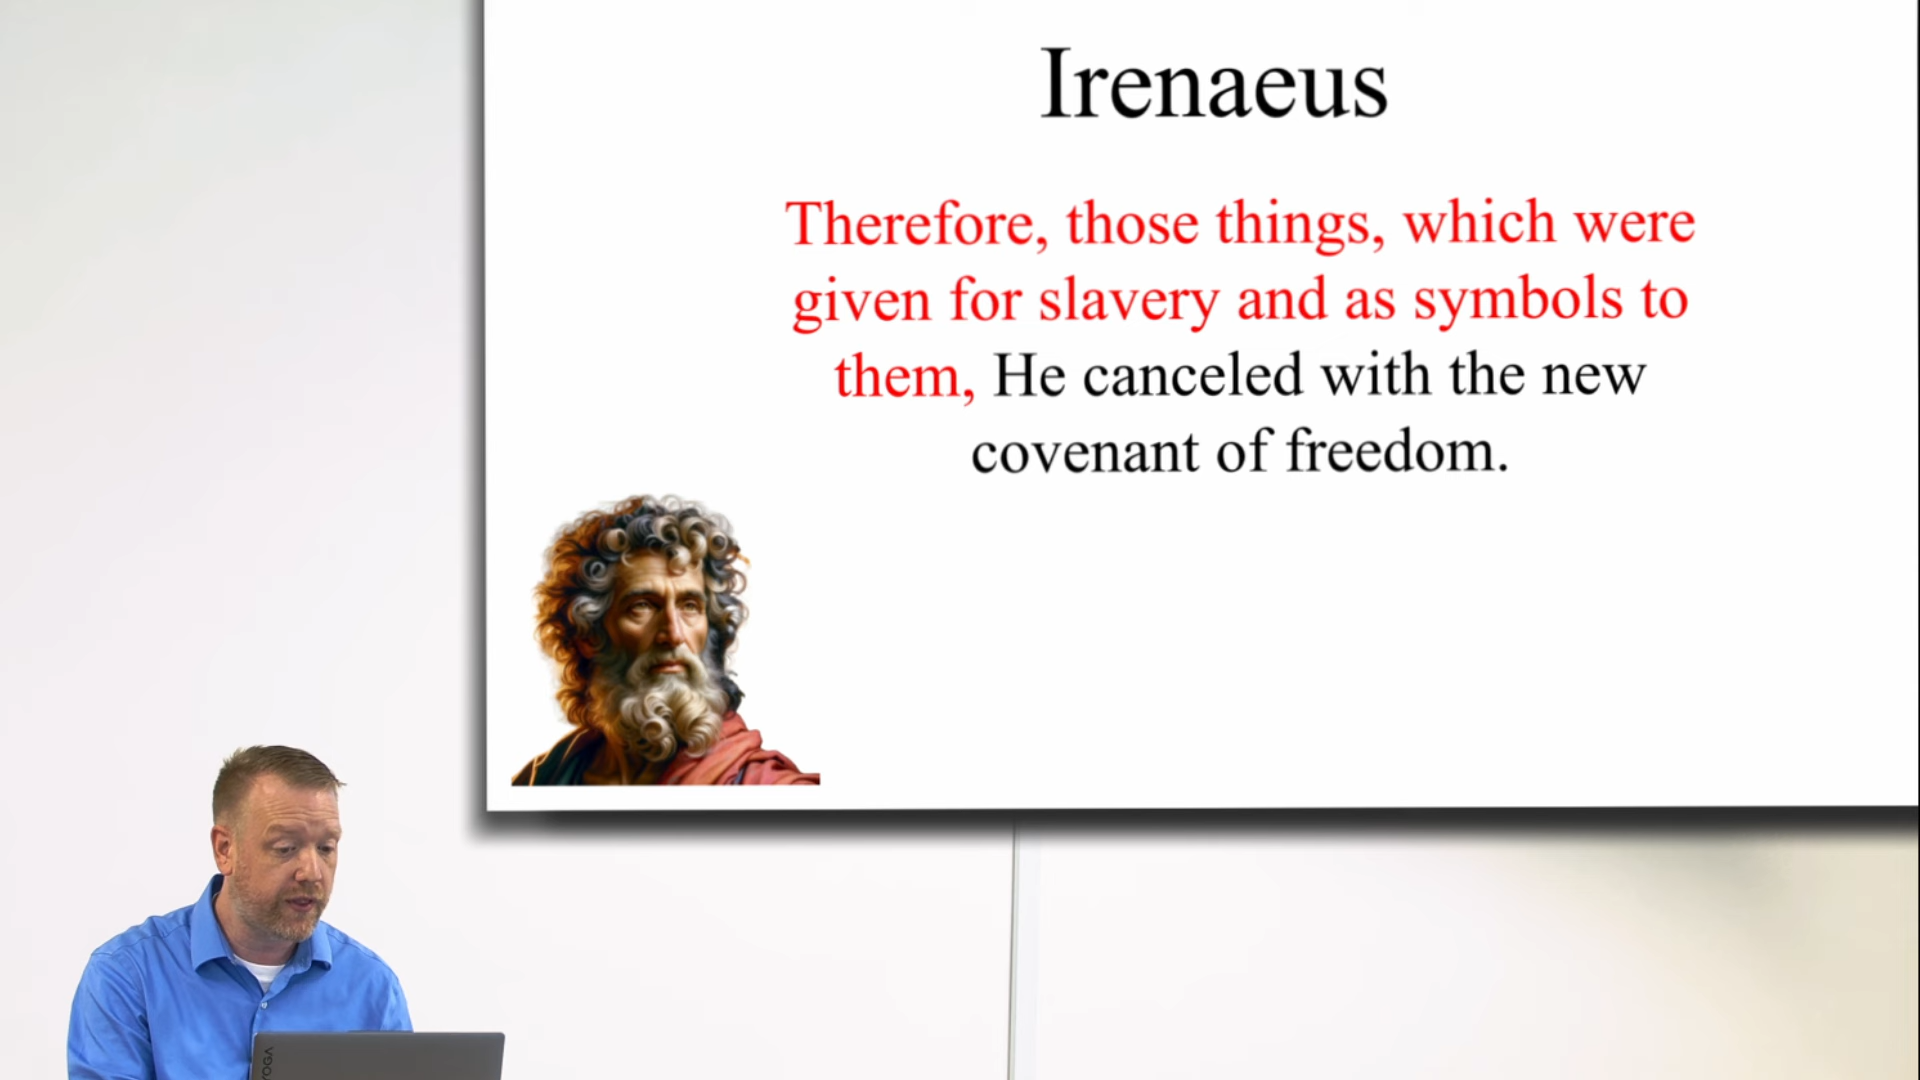 Irenaeus
Therefore, those things, which were
given for slavery and as symbols to
them, He canceled with the new
covenant of freedom.
YOGA